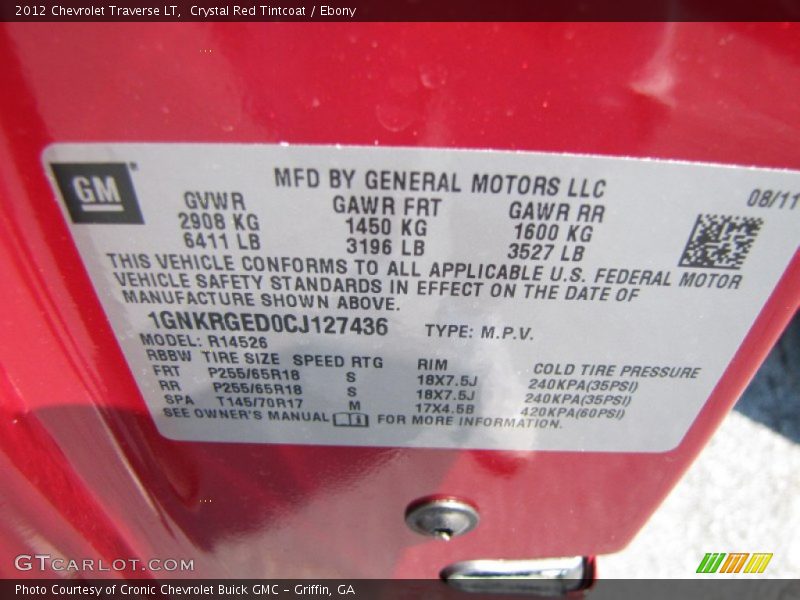 2012 Chevrolet Traverse LT, Crystal Red Tintcoat / Ebony
GM
MFD BY GENERAL MOTORS LLC
08/11
GVWR GAWR FRT GAWR RR
2908 KG 1450 KG 1600 KG
6411 LB 3196 LB 3527 LB
THIS VEHICLE CONFORMS TO ALL APPLICABLE U.S. FEDERAL MOTOR
VEHICLE SAFETY STANDARDS IN EFFECT ON THE DATE OF
MANUFACTURE SHOWN ABOVE.
1GNKRGED0CJ127436 TYPE: M.P.V.
MODEL: R14526
RBBW TIRE SIZE SPEED RTG RIM COLD TIRE PRESSURE
FRT P255/65R18 S 18X7.5J 240KPA(35PSI)
RR P255/65R18 S 18X7.5J 240KPA(35PSI)
SPA T145/70R17 M 17X4.5B 420KPA(60PSI)
SEE OWNER'S MANUAL FOR MORE INFORMATION.
GTCARLOT.COM
Photo Courtesy of Cronic Chevrolet Buick GMC – Griffin, GA